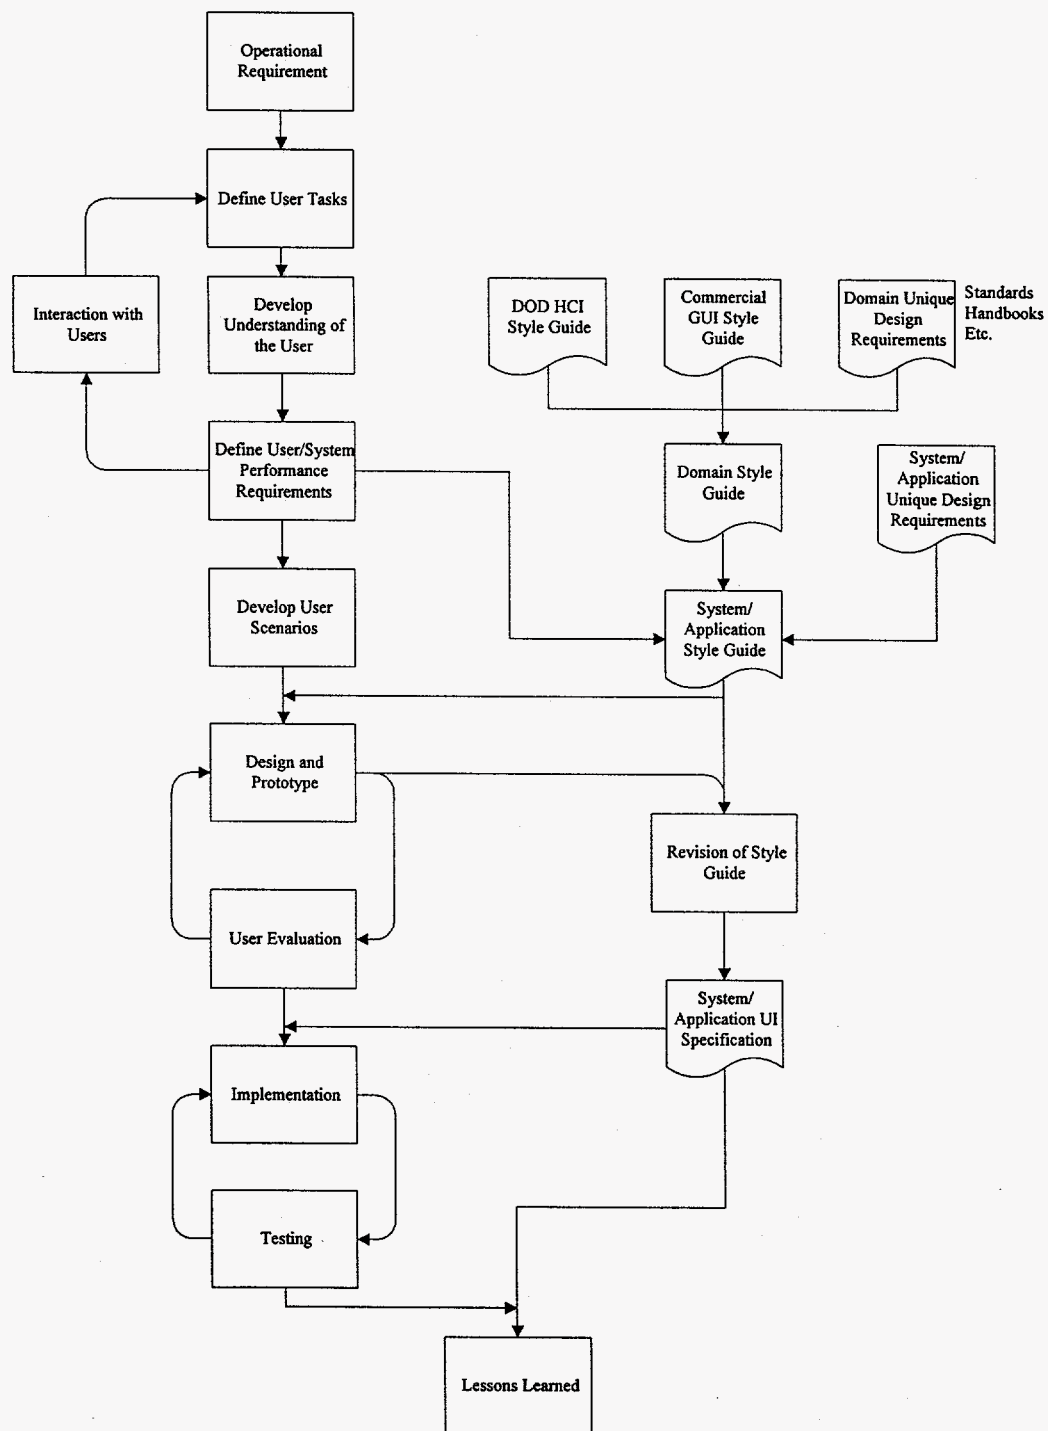 Operational
Requirement
Define User Tasks
Interaction with
Users
Develop
Understanding of
the User
DOD HCI
Style Guide
Commercial
GUI Style
Guide
Domain Unique
Design
Requirements
Standards
Handbooks
Etc.
Define User/System
Performance
Requirements
Domain Style
Guide
System/
Application
Unique Design
Requirements
Develop User
Scenarios
System/
Application
Style Guide
Design and
Prototype
Revision of Style
Guide
User Evaluation
System/
Application UI
Specification
Implementation
Testing
Lessons Learned